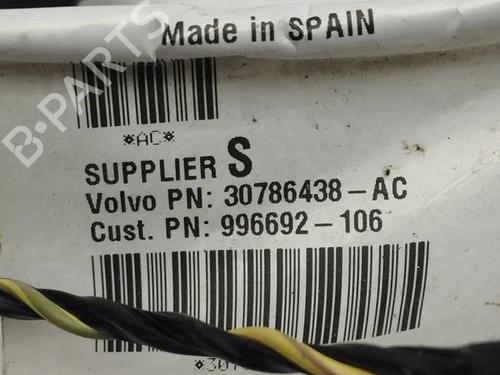 Made in SPAIN
B-PARTS
*AC*
SUPPLIER S
Volvo PN: 30786438-AC
Cust. PN: 996692-106